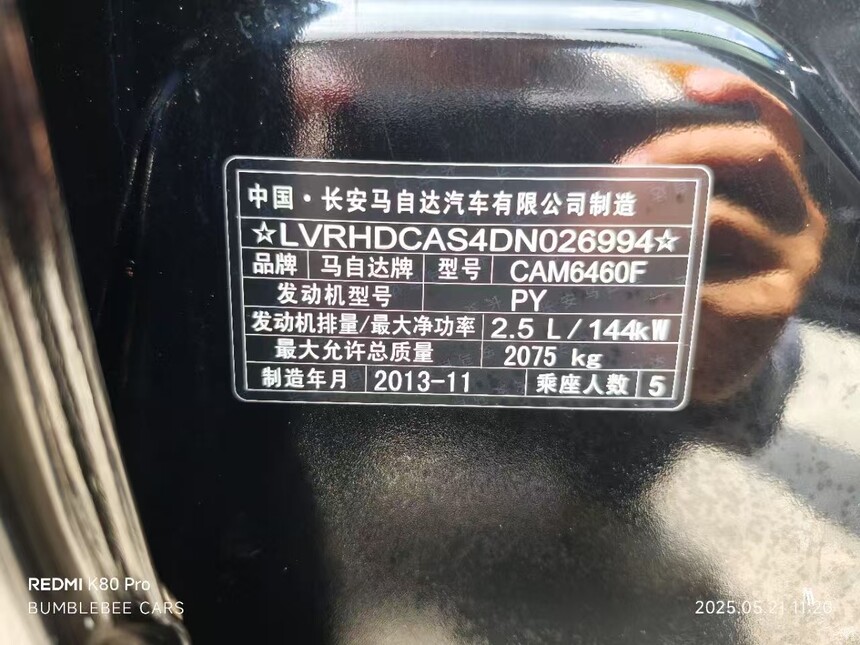 中国·长安马自达汽车有限公司制造
☆LVRHDCAS4DN026994☆
品牌 马自达牌 型号 CAM6460F
发动机型号 PY
发动机排量/最大净功率 2.5 L/144kW
最大允许总质量 2075 kg
制造年月 2013-11 乘座人数 5
REDMI K80 Pro
BUMBLEBEE CARS
2025.05.21 11:20